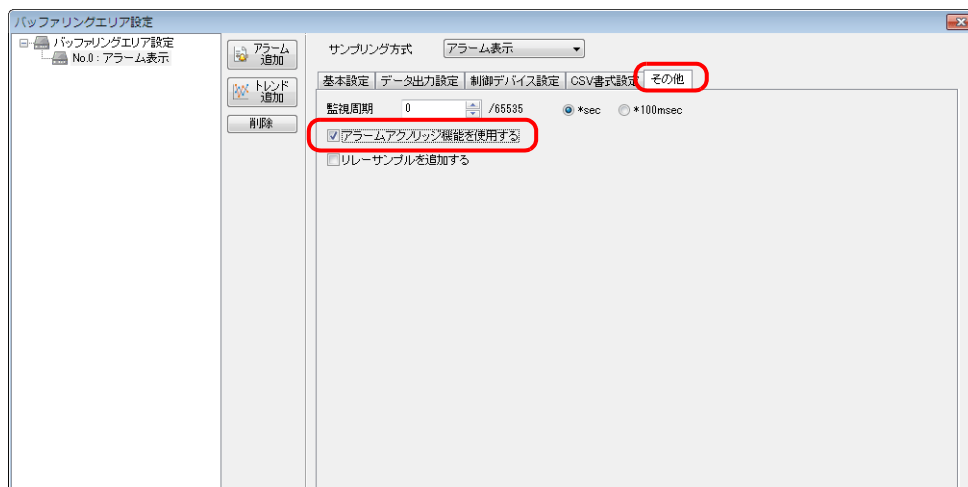 バッファリングエリア設定
バッファリングエリア設定
No.0 : アラーム表示
アラーム
追加
トレンド
追加
削除
サンプリング方式 アラーム表示
基本設定 データ出力設定 制御デバイス設定 CSV書式設定 その他
監視周期 0 /65535 *sec *100msec
アラームアクノリッジ機能を使用する
リレーサンプルを追加する